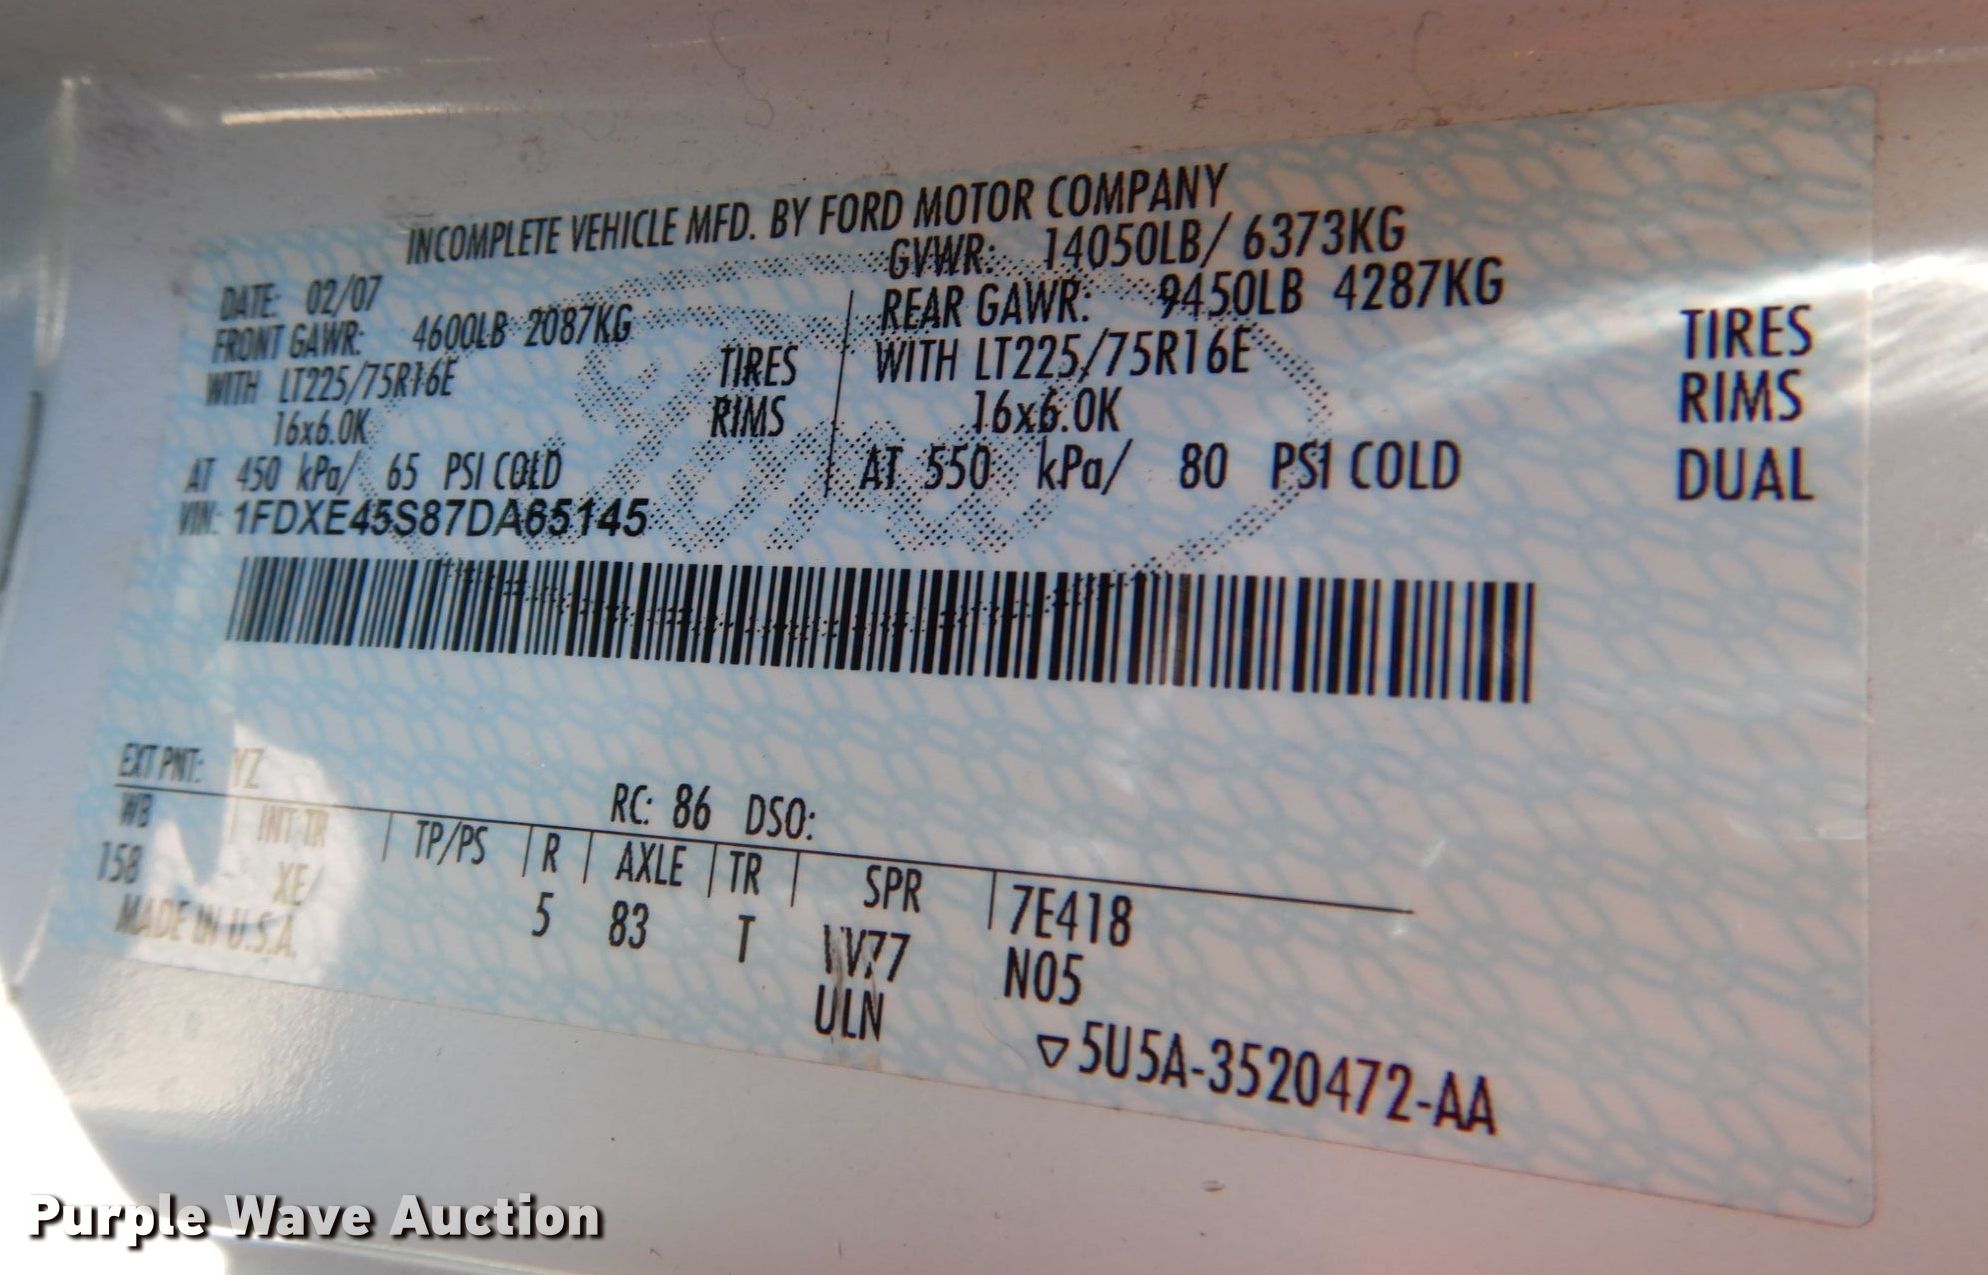 INCOMPLETE VEHICLE MFD. BY FORD MOTOR COMPANY
DATE: 02/07 GVWR: 14050LB/ 6373KG
FRONT GAWR: 4600LB 2087KG REAR GAWR: 9450LB 4287KG
WITH LT225/75R16E TIRES WITH LT225/75R16E TIRES
16x6.0K RIMS 16x6.0K RIMS
AT 450 kPa/ 65 PSI COLD AT 550 kPa/ 80 PSI COLD DUAL
VIN: 1FDXE45S87DA65145
EXT PNT: YZ RC: 86 DSO:
WB INT TR TP/PS R AXLE TR SPR 7E418
158 XE 5 83 T VV77 N05
MADE IN U.S.A. ULN
▽5U5A-3520472-AA
Purple Wave Auction